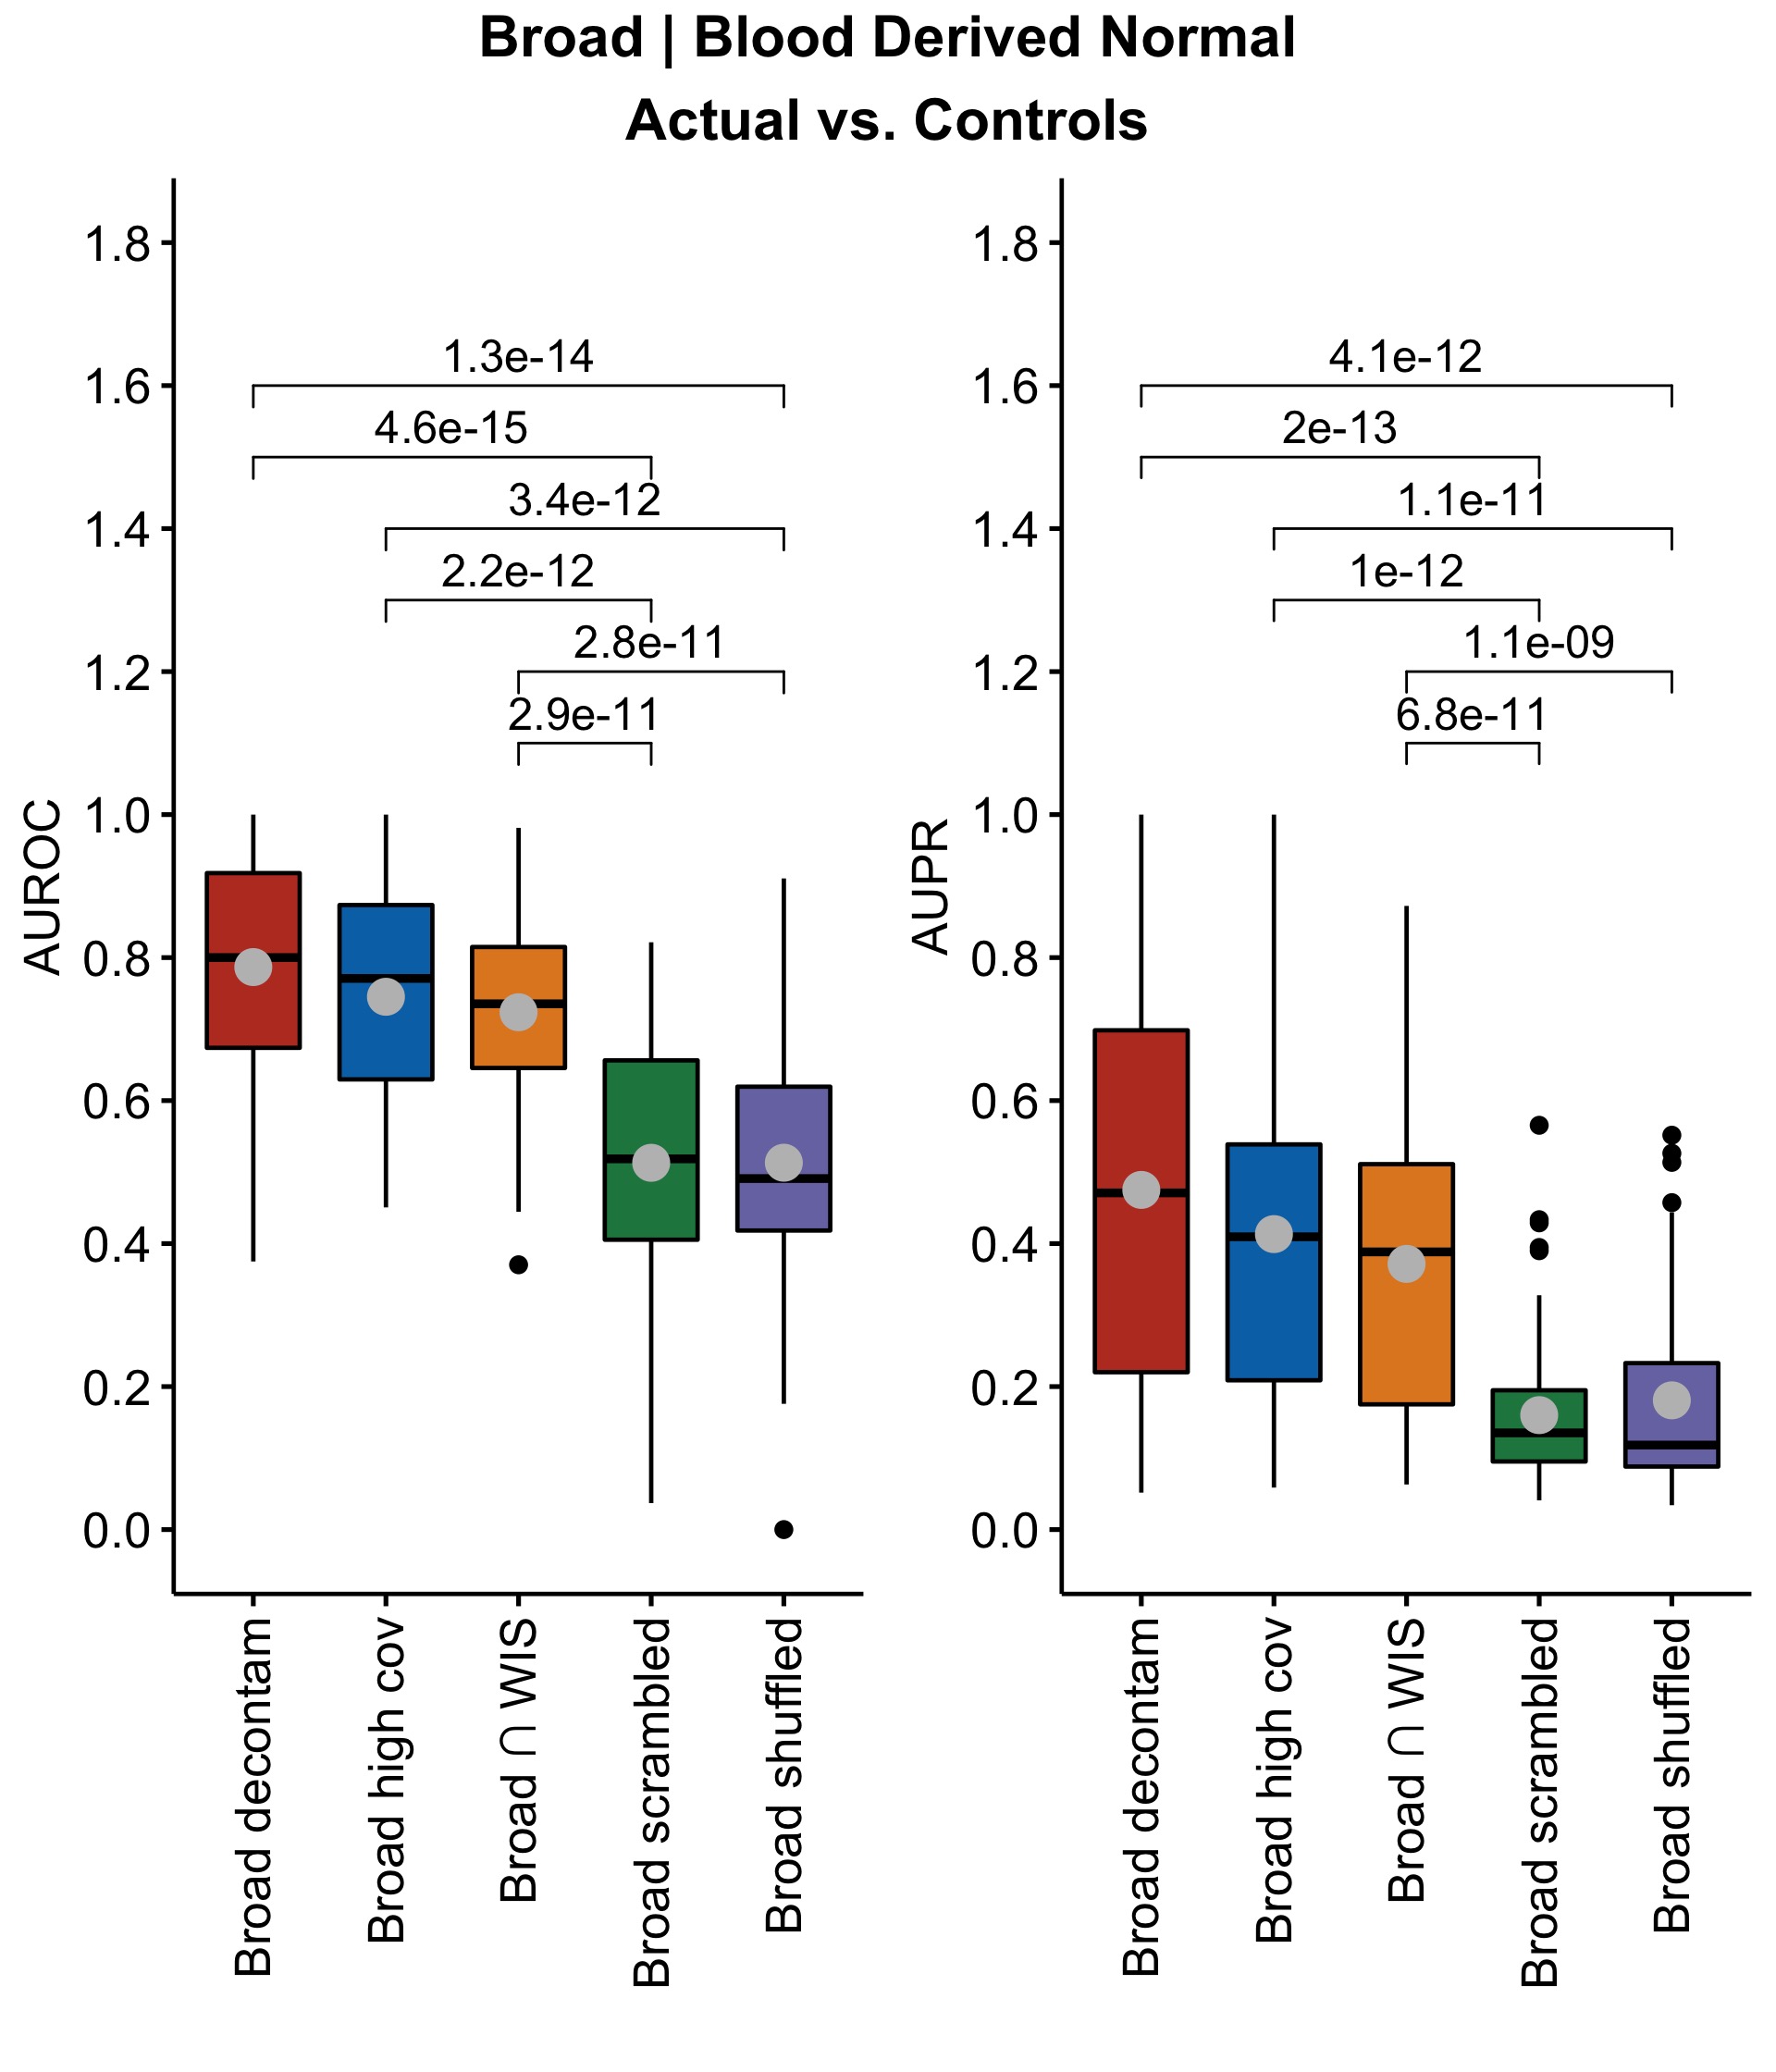 Broad | Blood Derived Normal
Actual vs. Controls
AUROC
1.8
1.6
1.4
1.2
1.0
0.8
0.6
0.4
0.2
0.0
1.3e-14
4.6e-15
3.4e-12
2.2e-12
2.8e-11
2.9e-11
Broad decontam
Broad high cov
Broad ∩ WIS
Broad scrambled
Broad shuffled
AUPR
1.8
1.6
1.4
1.2
1.0
0.8
0.6
0.4
0.2
0.0
4.1e-12
2e-13
1.1e-11
1e-12
1.1e-09
6.8e-11
Broad decontam
Broad high cov
Broad ∩ WIS
Broad scrambled
Broad shuffled